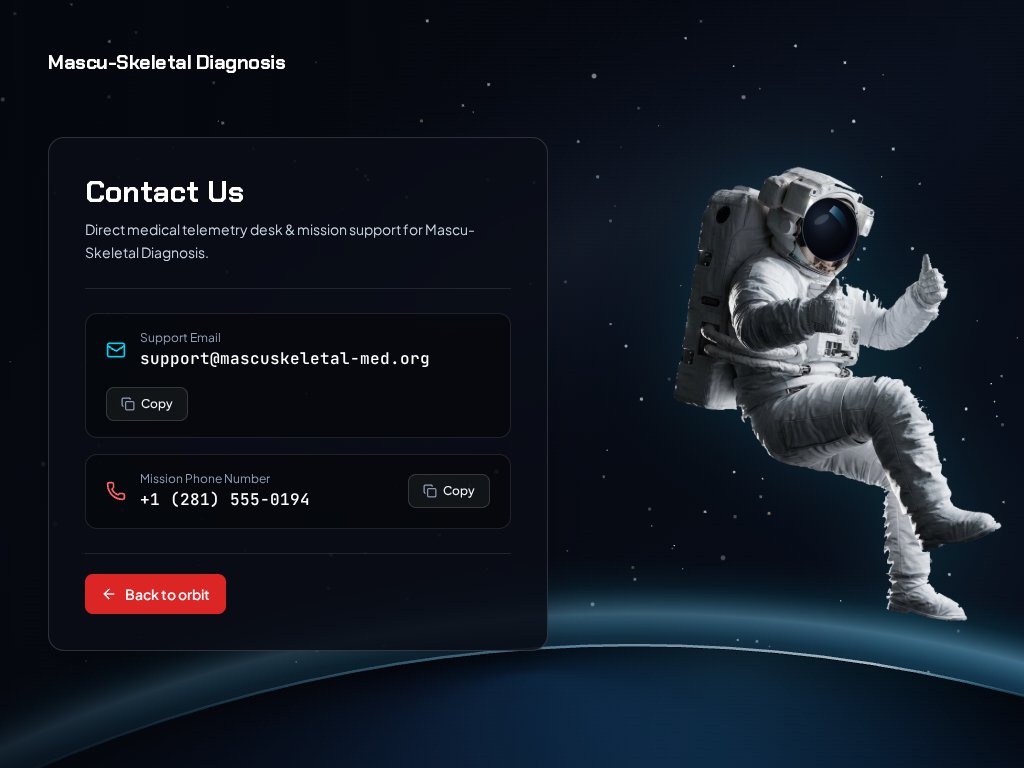 Mascu-Skeletal Diagnosis
Contact Us
Direct medical telemetry desk & mission support for Mascu-
Skeletal Diagnosis.
Support Email
support@mascuskeletal-med.org
Copy
Mission Phone Number
+1 (281) 555-0194
Copy
Back to orbit